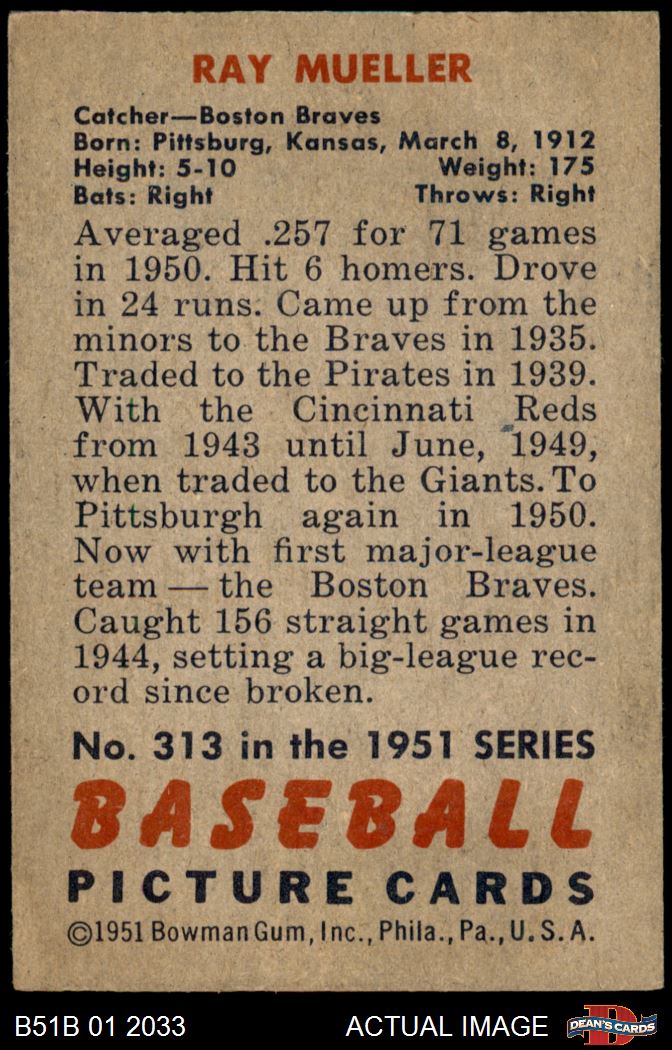 RAY MUELLER
Catcher—Boston Braves
Born: Pittsburg, Kansas, March 8, 1912
Height: 5-10 Weight: 175
Bats: Right Throws: Right
Averaged .257 for 71 games
in 1950. Hit 6 homers. Drove
in 24 runs. Came up from the
minors to the Braves in 1935.
Traded to the Pirates in 1939.
With the Cincinnati Reds
from 1943 until June, 1949,
when traded to the Giants. To
Pittsburgh again in 1950.
Now with first major-league
team — the Boston Braves.
Caught 156 straight games in
1944, setting a big-league rec-
ord since broken.
No. 313 in the 1951 SERIES
BASEBALL
PICTURE CARDS
©1951 Bowman Gum, Inc., Phila., Pa., U. S. A.
B51B 01 2033 ACTUAL IMAGE D DEAN'S CARDS